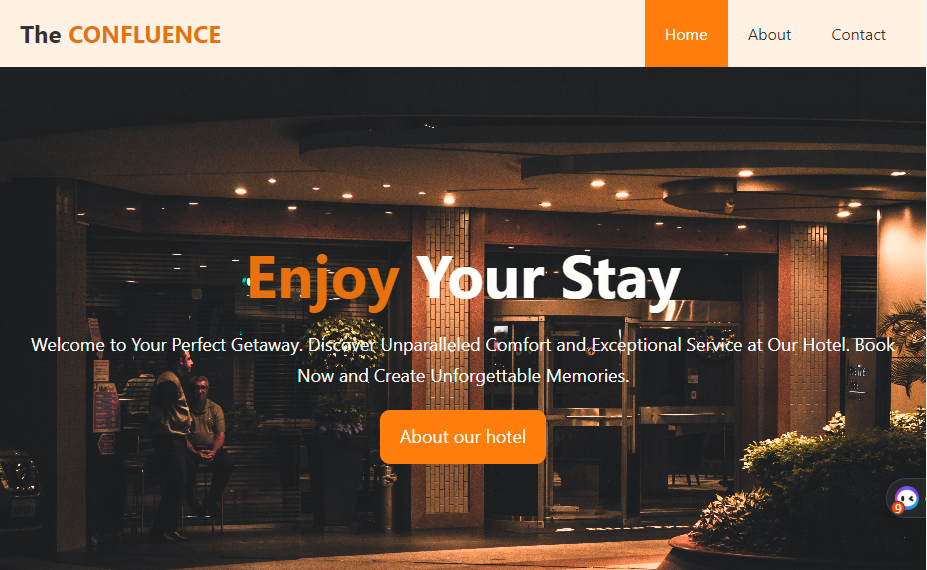 The CONFLUENCE
Home About Contact
Enjoy Your Stay
Welcome to Your Perfect Getaway. Discover Unparalleled Comfort and Exceptional Service at Our Hotel. Book
Now and Create Unforgettable Memories.
About our hotel
9